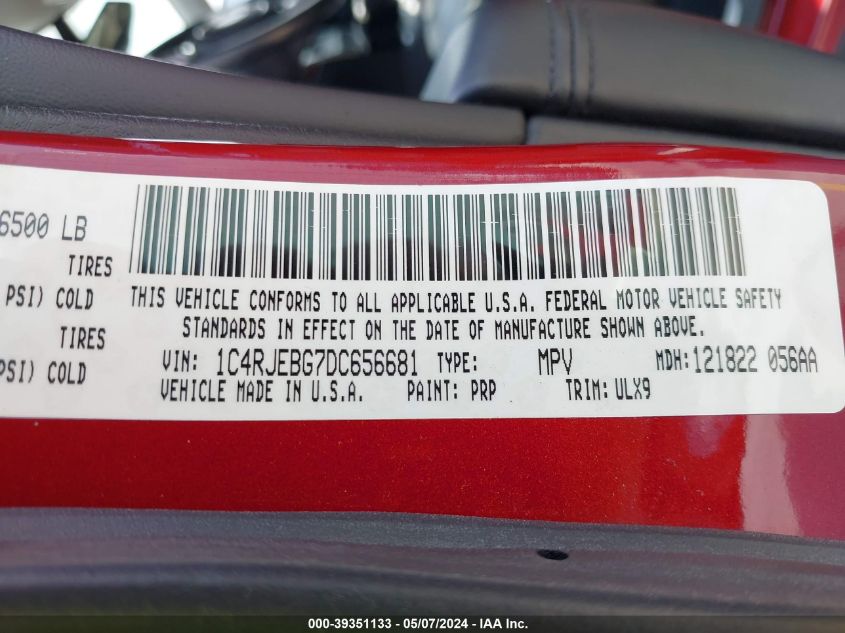 6500 LB
TIRES
PSI) COLD
TIRES
PSI) COLD
THIS VEHICLE CONFORMS TO ALL APPLICABLE U.S.A. FEDERAL MOTOR VEHICLE SAFETY
STANDARDS IN EFFECT ON THE DATE OF MANUFACTURE SHOWN ABOVE.
VIN: 1C4RJEBG7DC656681 TYPE: MPV MDH: 121822 056AA
VEHICLE MADE IN U.S.A. PAINT: PRP TRIM: ULX9
000-39351133 - 05/07/2024 - IAA Inc.